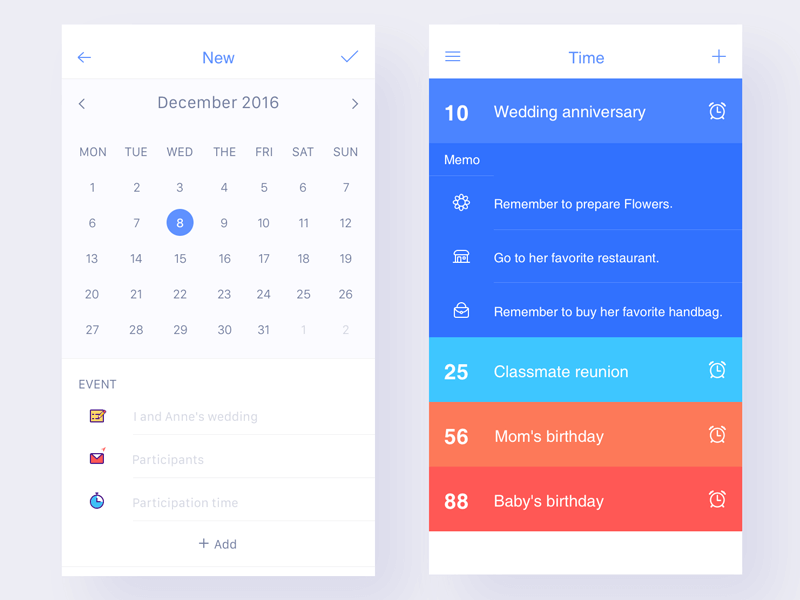 New
December 2016
MON TUE WED THE FRI SAT SUN
1 2 3 4 5 6 7
6 7 8 9 10 11 12
13 14 15 16 17 18 19
20 21 22 23 24 25 26
27 28 29 30 31 1 2
EVENT
I and Anne's wedding
Participants
Participation time
+ Add
Time
10 Wedding anniversary
Memo
Remember to prepare Flowers.
Go to her favorite restaurant.
Remember to buy her favorite handbag.
25 Classmate reunion
56 Mom's birthday
88 Baby's birthday